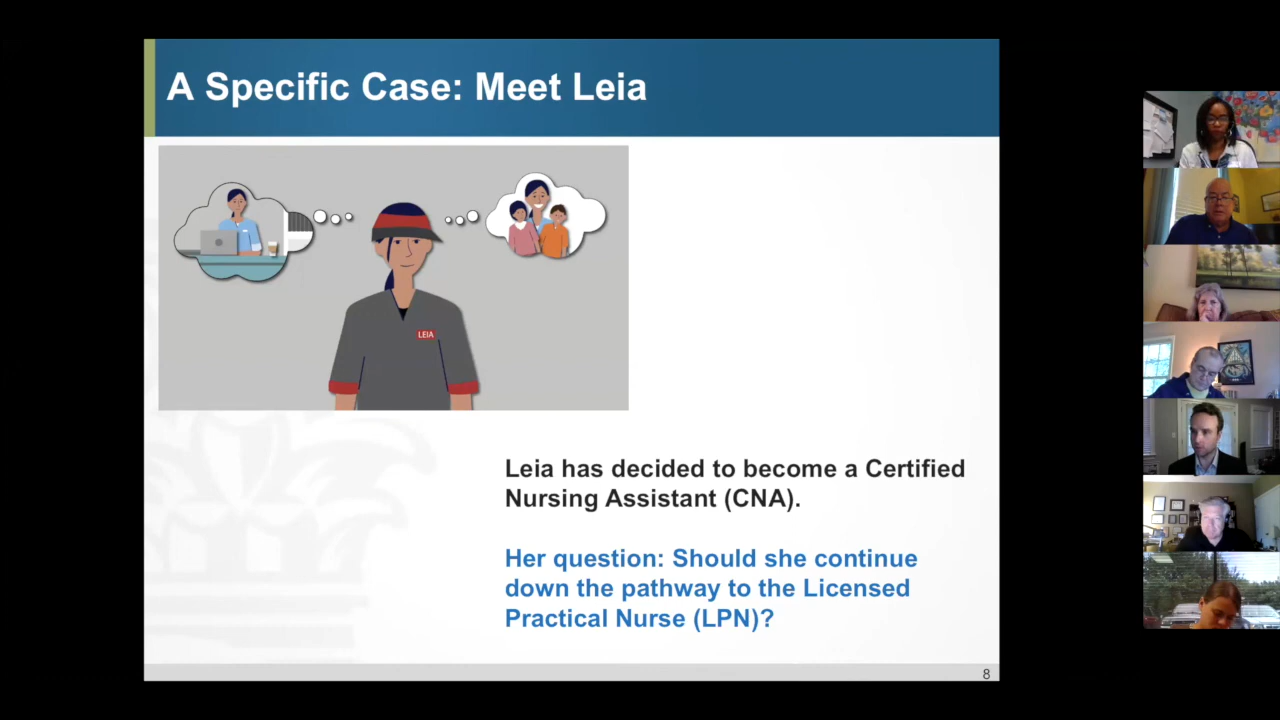 A Specific Case: Meet Leia
LEIA
Leia has decided to become a Certified
Nursing Assistant (CNA).
Her question: Should she continue
down the pathway to the Licensed
Practical Nurse (LPN)?
8